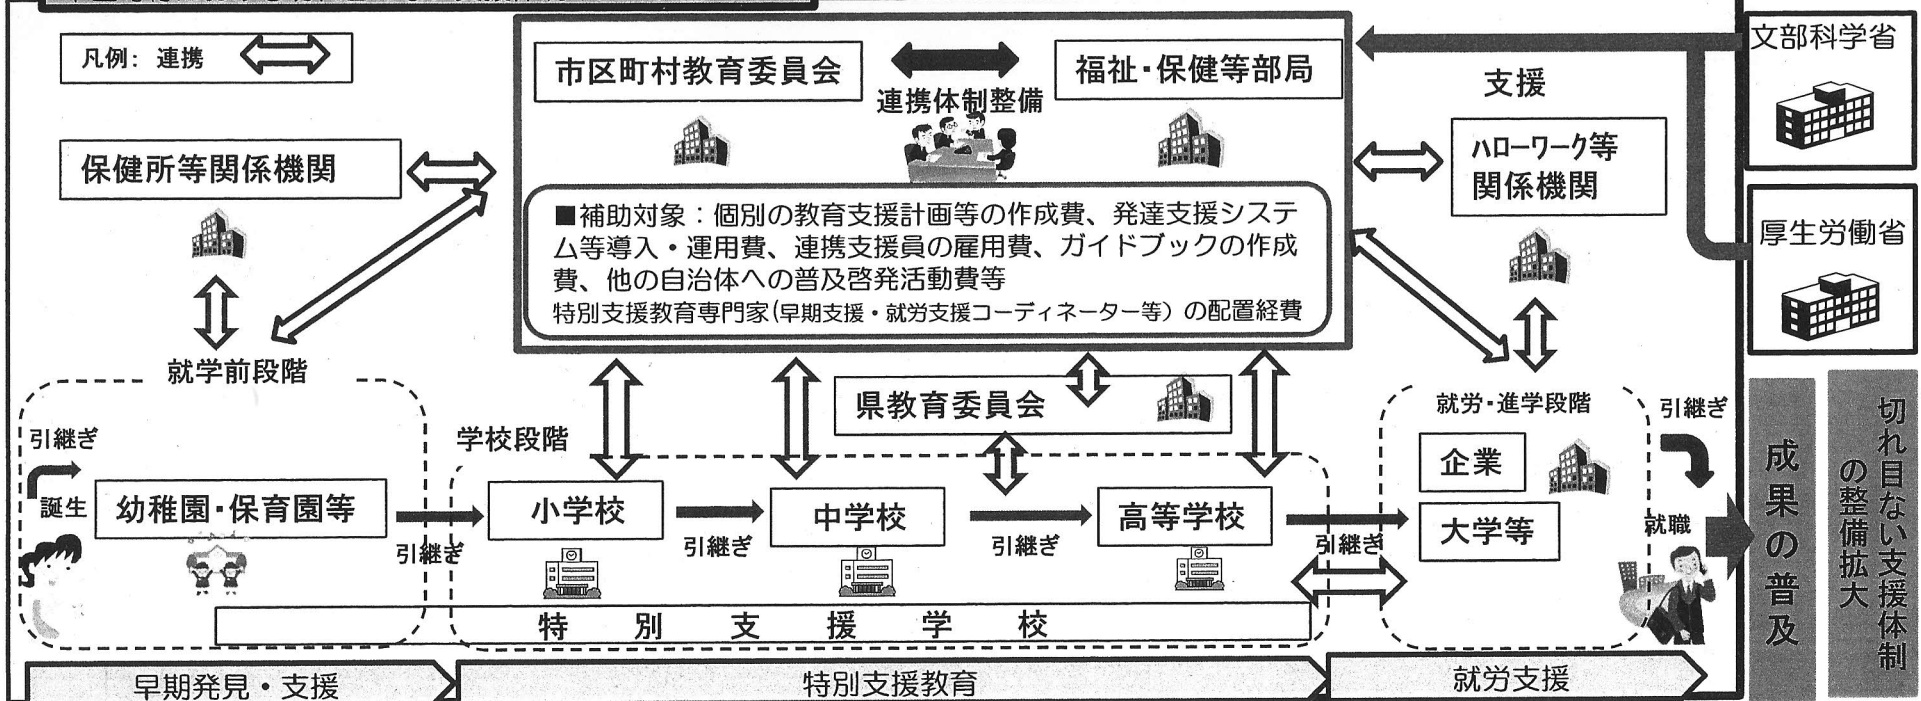 凡例： 連携
市区町村教育委員会
福祉・保健等部局
連携体制整備
支援
文部科学省
厚生労働省
保健所等関係機関
ハローワーク等
関係機関
■補助対象：個別の教育支援計画等の作成費、発達支援システ
ム等導入・運用費、連携支援員の雇用費、ガイドブックの作成
費、他の自治体への普及啓発活動費等
特別支援教育専門家(早期支援・就労支援コーディネーター等）の配置経費
就学前段階
県教育委員会
就労・進学段階
学校段階
引継ぎ
誕生
幼稚園・保育園等
引継ぎ
小学校
引継ぎ
中学校
引継ぎ
高等学校
引継ぎ
企業
大学等
引継ぎ
就職
特別支援学校
早期発見・支援
特別支援教育
就労支援
成果の普及
切れ目ない支援体制
の整備拡大